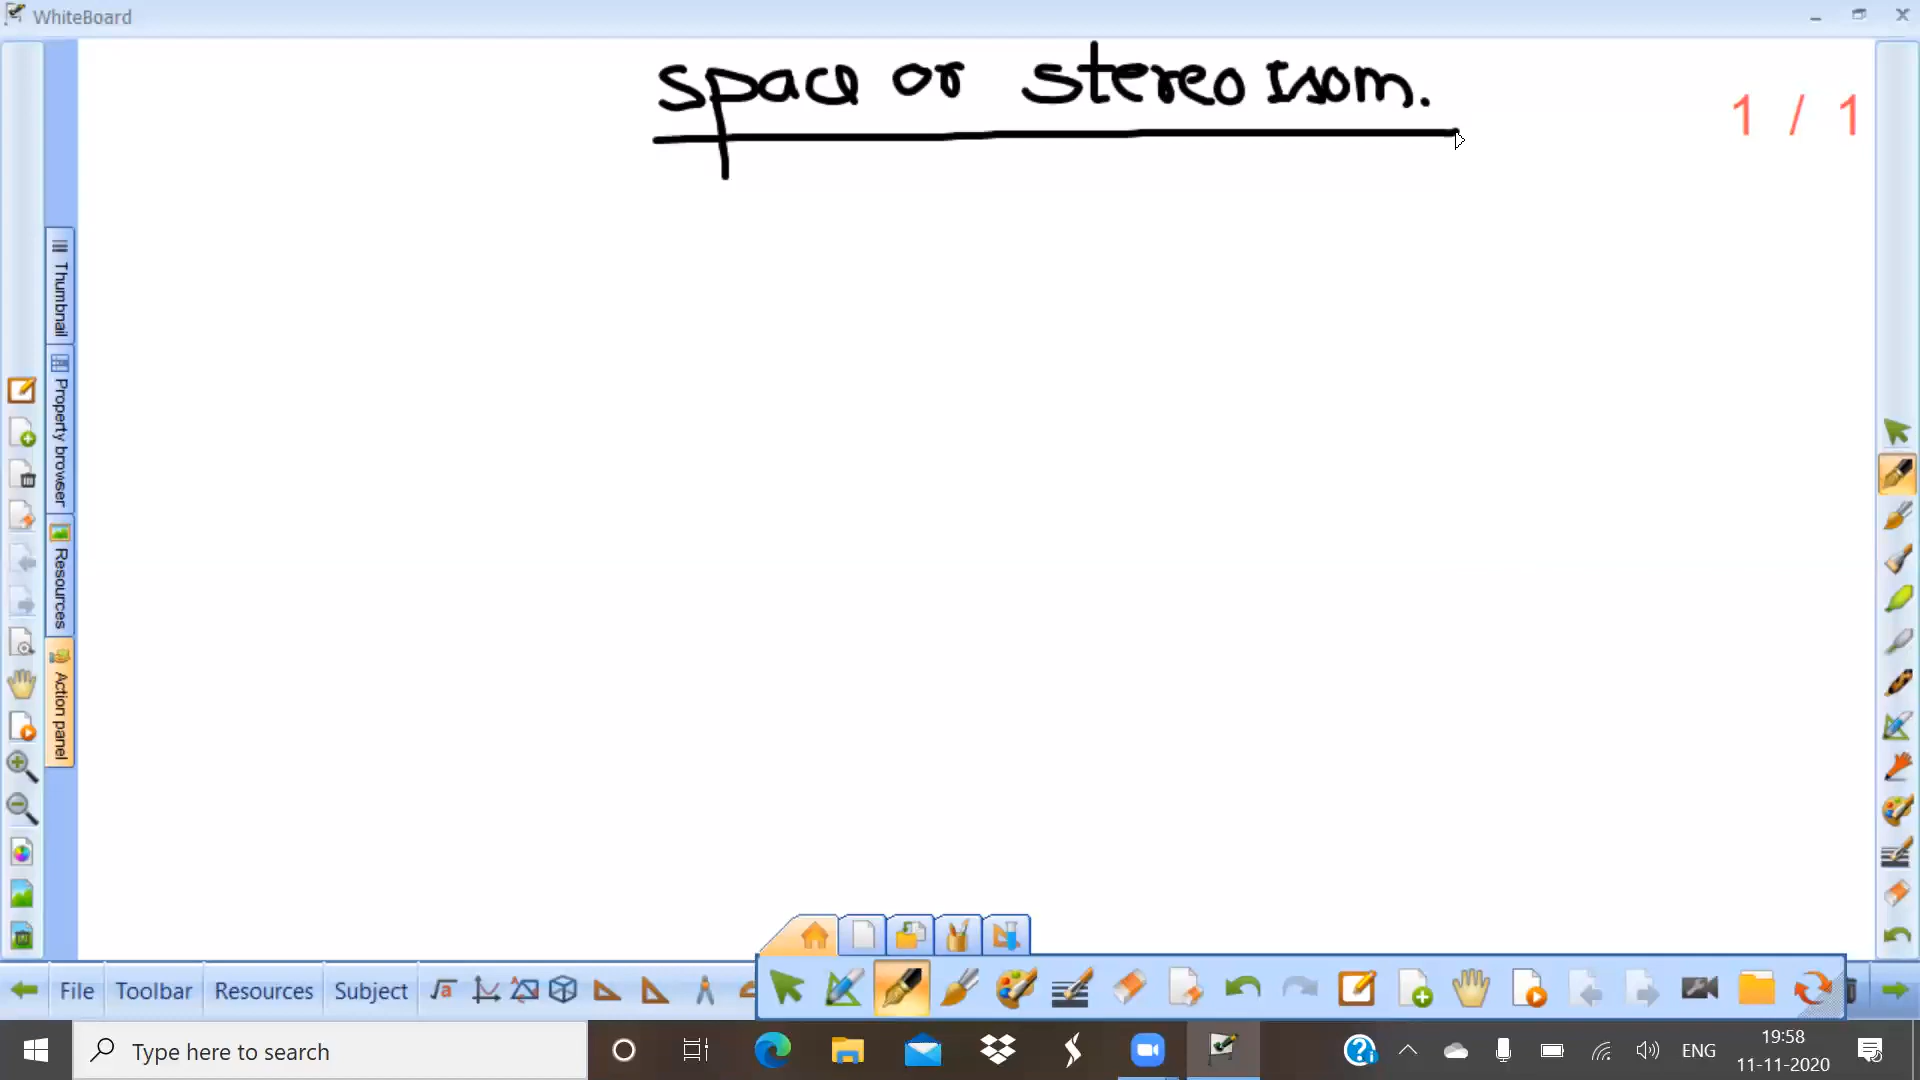 WhiteBoard
space or stereo isom.
1 / 1
Thumbnail
Property browser
Resources
Action panel
File Toolbar Resources Subject
Type here to search
ENG
19:58
11-11-2020